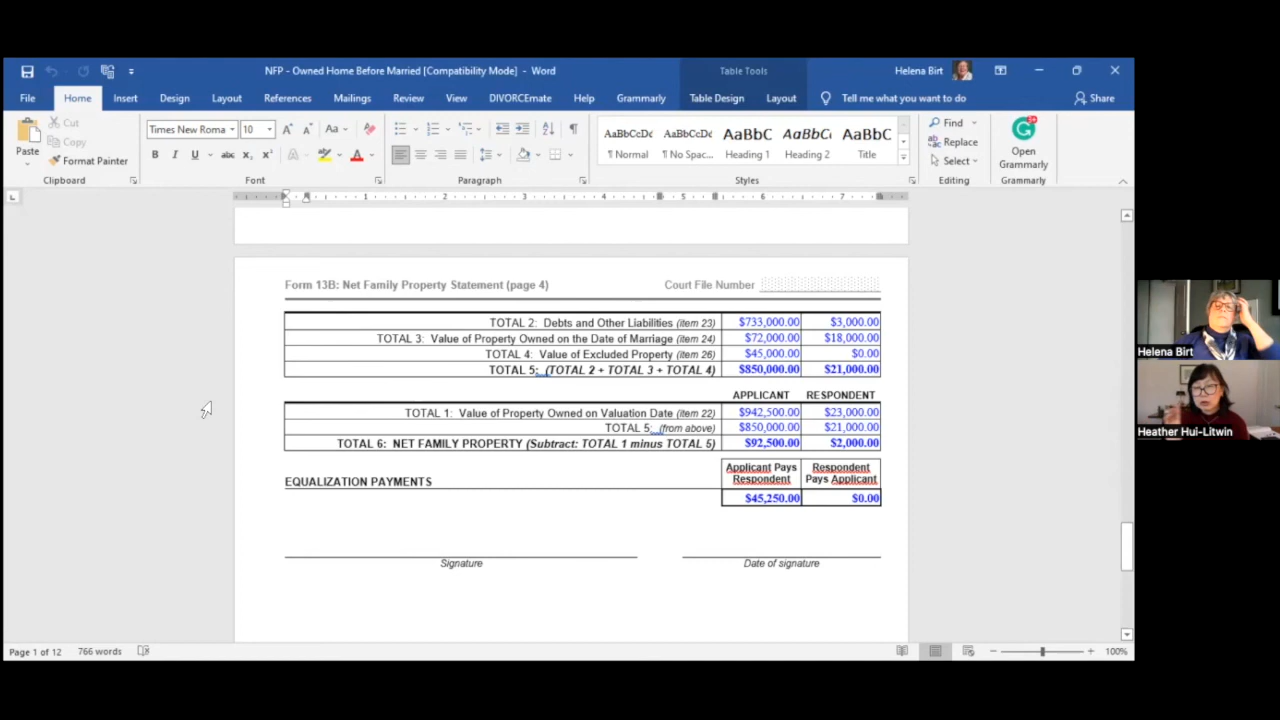 NFP - Owned Home Before Married [Compatibility Mode] - Word
Table Tools
Helena Birt
File Home Insert Design Layout References Mailings Review View DIVORCEmate Help Grammarly Table Design Layout Tell me what you want to do Share
Paste
Cut
Copy
Format Painter
Times New Roma 10
AaBbCcDc AaBbCcDc AaBbC AaBbC AaBbC
¶ Normal ¶ No Spac... Heading 1 Heading 2 Title
Find
Replace
Select
Open
Grammarly
Clipboard Font Paragraph Styles Editing Grammarly
1 2 3 4 5 6 7
Form 13B: Net Family Property Statement (page 4) Court File Number
TOTAL 2: Debts and Other Liabilities (item 23) $733,000.00 $3,000.00
TOTAL 3: Value of Property Owned on the Date of Marriage (item 24) $72,000.00 $18,000.00
TOTAL 4: Value of Excluded Property (item 26) $45,000.00 $0.00
TOTAL 5: (TOTAL 2 + TOTAL 3 + TOTAL 4) $850,000.00 $21,000.00
APPLICANT RESPONDENT
TOTAL 1: Value of Property Owned on Valuation Date (item 22) $942,500.00 $23,000.00
TOTAL 5: (from above) $850,000.00 $21,000.00
TOTAL 6: NET FAMILY PROPERTY (Subtract: TOTAL 1 minus TOTAL 5) $92,500.00 $2,000.00
EQUALIZATION PAYMENTS
Applicant Pays Respondent
Respondent Pays Applicant
$45,250.00 $0.00
Signature Date of signature
Helena Birt
Heather Hui-Litwin
Page 1 of 12 766 words 100%